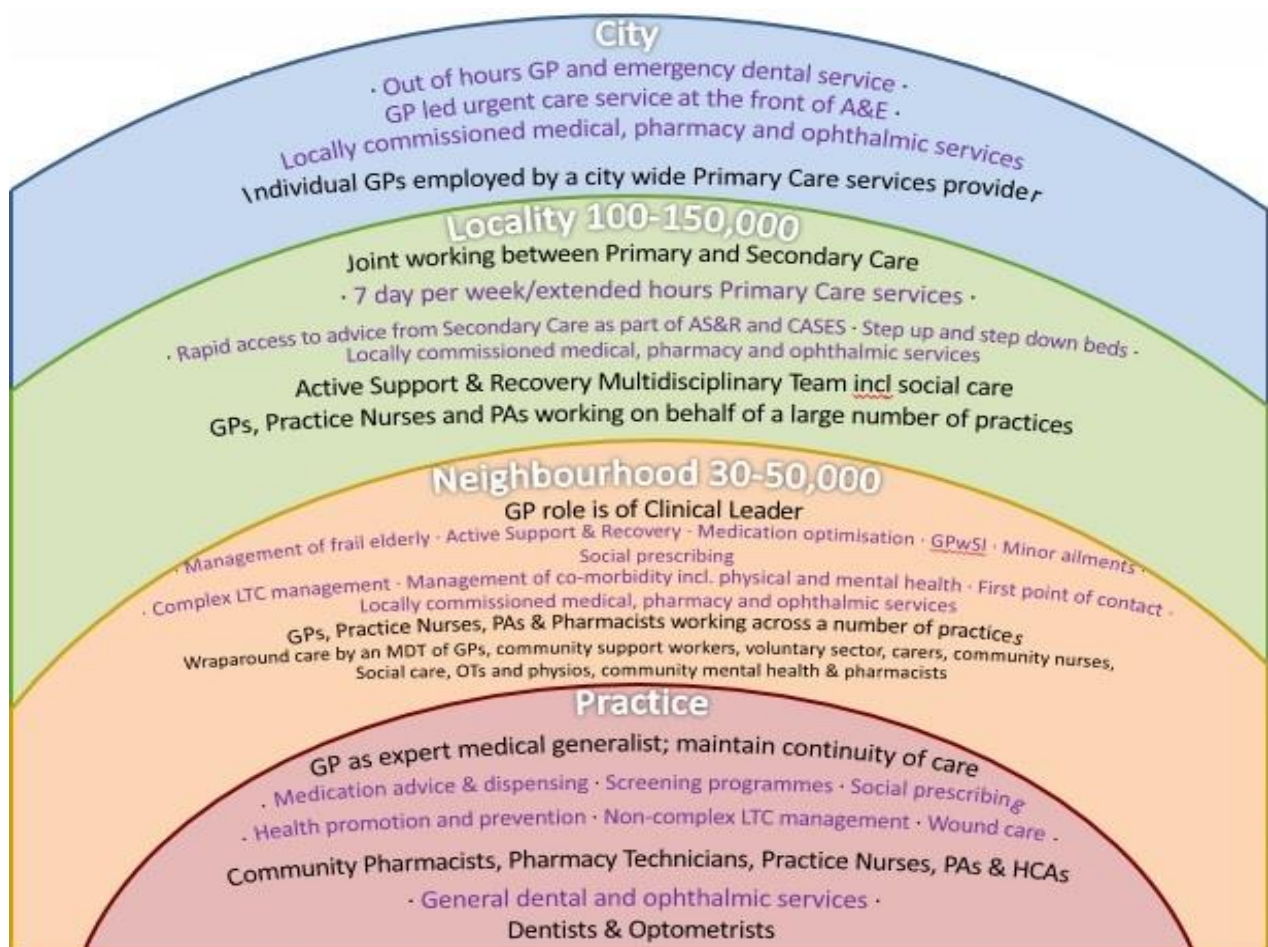 City
· Out of hours GP and emergency dental service ·
GP led urgent care service at the front of A&E ·
Locally commissioned medical, pharmacy and ophthalmic services
Individual GPs employed by a city wide Primary Care services provider
Locality 100-150,000
Joint working between Primary and Secondary Care
· 7 day per week/extended hours Primary Care services ·
· Rapid access to advice from Secondary Care as part of AS&R and CASES · Step up and step down beds ·
Locally commissioned medical, pharmacy and ophthalmic services
Active Support & Recovery Multidisciplinary Team incl social care
GPs, Practice Nurses and PAs working on behalf of a large number of practices
Neighbourhood 30-50,000
GP role is of Clinical Leader
· Management of frail elderly · Active Support & Recovery · Medication optimisation · GPwSI · Minor ailments ·
Social prescribing
· Complex LTC management · Management of co-morbidity incl. physical and mental health · First point of contact ·
Locally commissioned medical, pharmacy and ophthalmic services
GPs, Practice Nurses, PAs & Pharmacists working across a number of practices
Wraparound care by an MDT of GPs, community support workers, voluntary sector, carers, community nurses,
Social care, OTs and physios, community mental health & pharmacists
Practice
GP as expert medical generalist; maintain continuity of care
· Medication advice & dispensing · Screening programmes · Social prescribing
· Health promotion and prevention · Non-complex LTC management · Wound care ·
Community Pharmacists, Pharmacy Technicians, Practice Nurses, PAs & HCAs
· General dental and ophthalmic services ·
Dentists & Optometrists